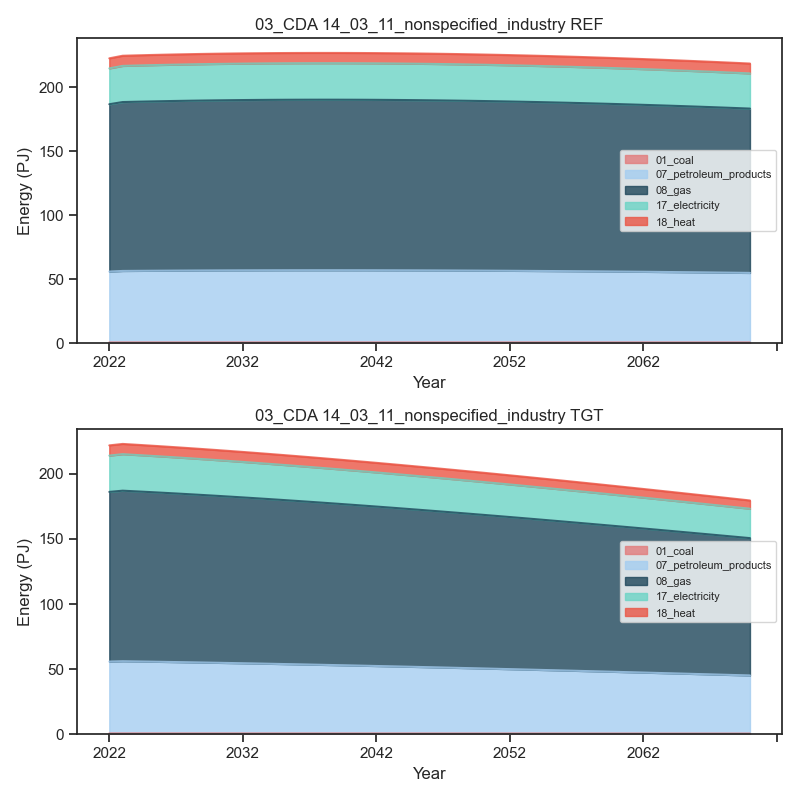 03_CDA 14_03_11_nonspecified_industry REF
200
150
100
50
0
Energy (PJ)
01_coal
07_petroleum_products
08_gas
17_electricity
18_heat
2022 2032 2042 2052 2062
Year
03_CDA 14_03_11_nonspecified_industry TGT
200
150
100
50
0
Energy (PJ)
01_coal
07_petroleum_products
08_gas
17_electricity
18_heat
2022 2032 2042 2052 2062
Year